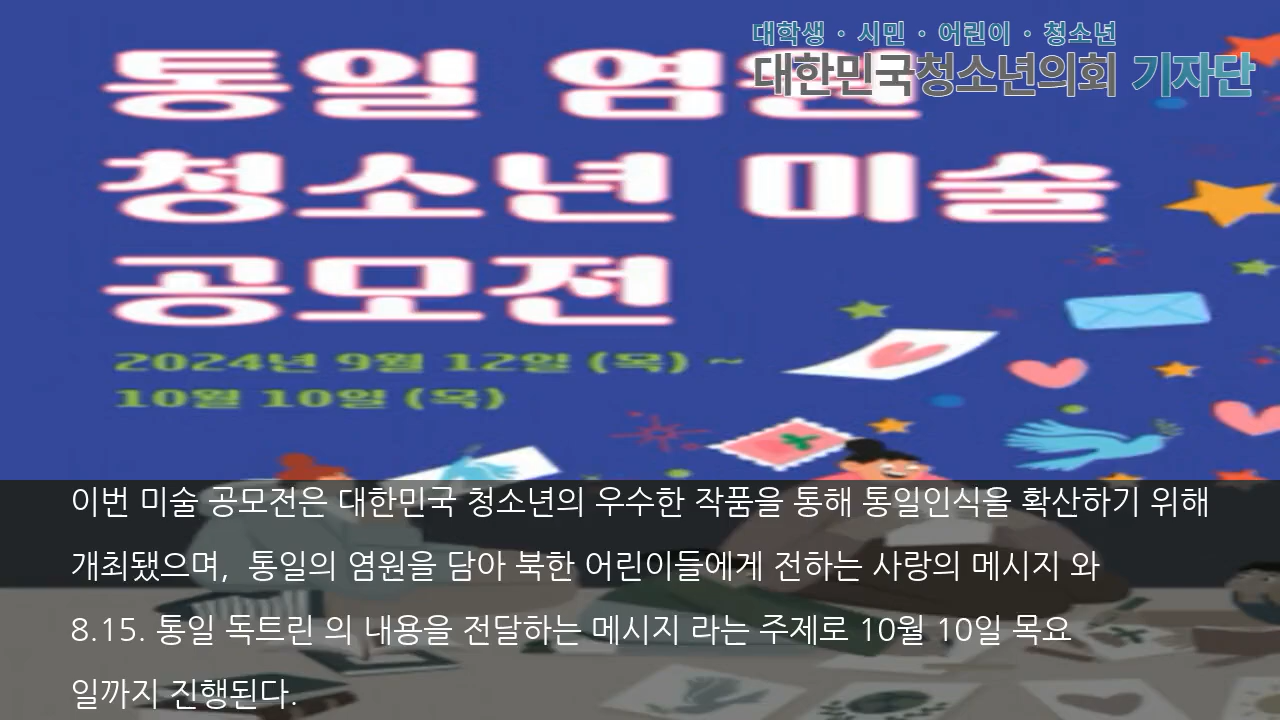 대학생 · 시민 · 어린이 · 청소년
대한민국청소년의회 기자단
통일 염원
청소년 미술
공모전
2024년 9월 12일 (목) ~
10월 10일 (목)
이번 미술 공모전은 대한민국 청소년의 우수한 작품을 통해 통일인식을 확산하기 위해
개최됐으며, 통일의 염원을 담아 북한 어린이들에게 전하는 사랑의 메시지 와
8.15. 통일 독트린 의 내용을 전달하는 메시지 라는 주제로 10월 10일 목요
일까지 진행된다.